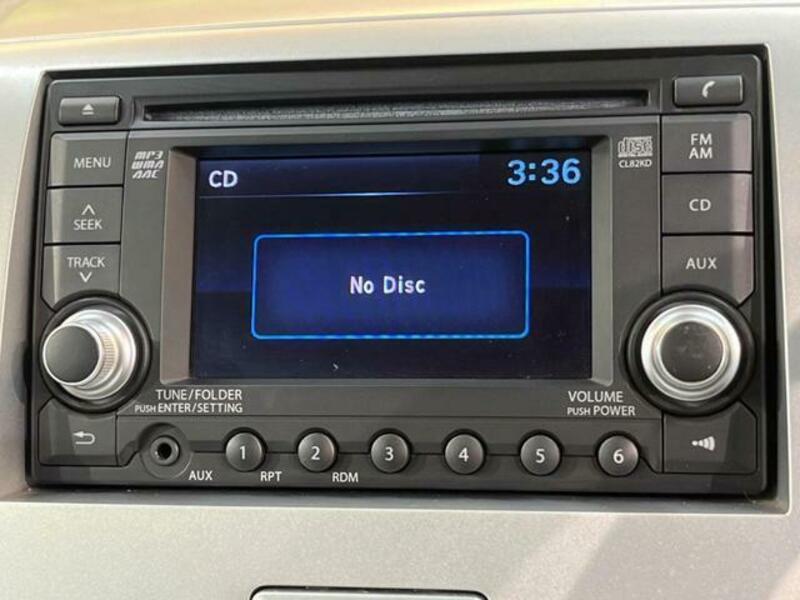 MENU
MP3
WMA
AAC
disc
CL82KD
FM
AM
CD
3:36
SEEK
CD
TRACK
No Disc
AUX
TUNE/FOLDER
PUSH ENTER/SETTING
VOLUME
PUSH POWER
AUX
1
RPT
2
RDM
3
4
5
6